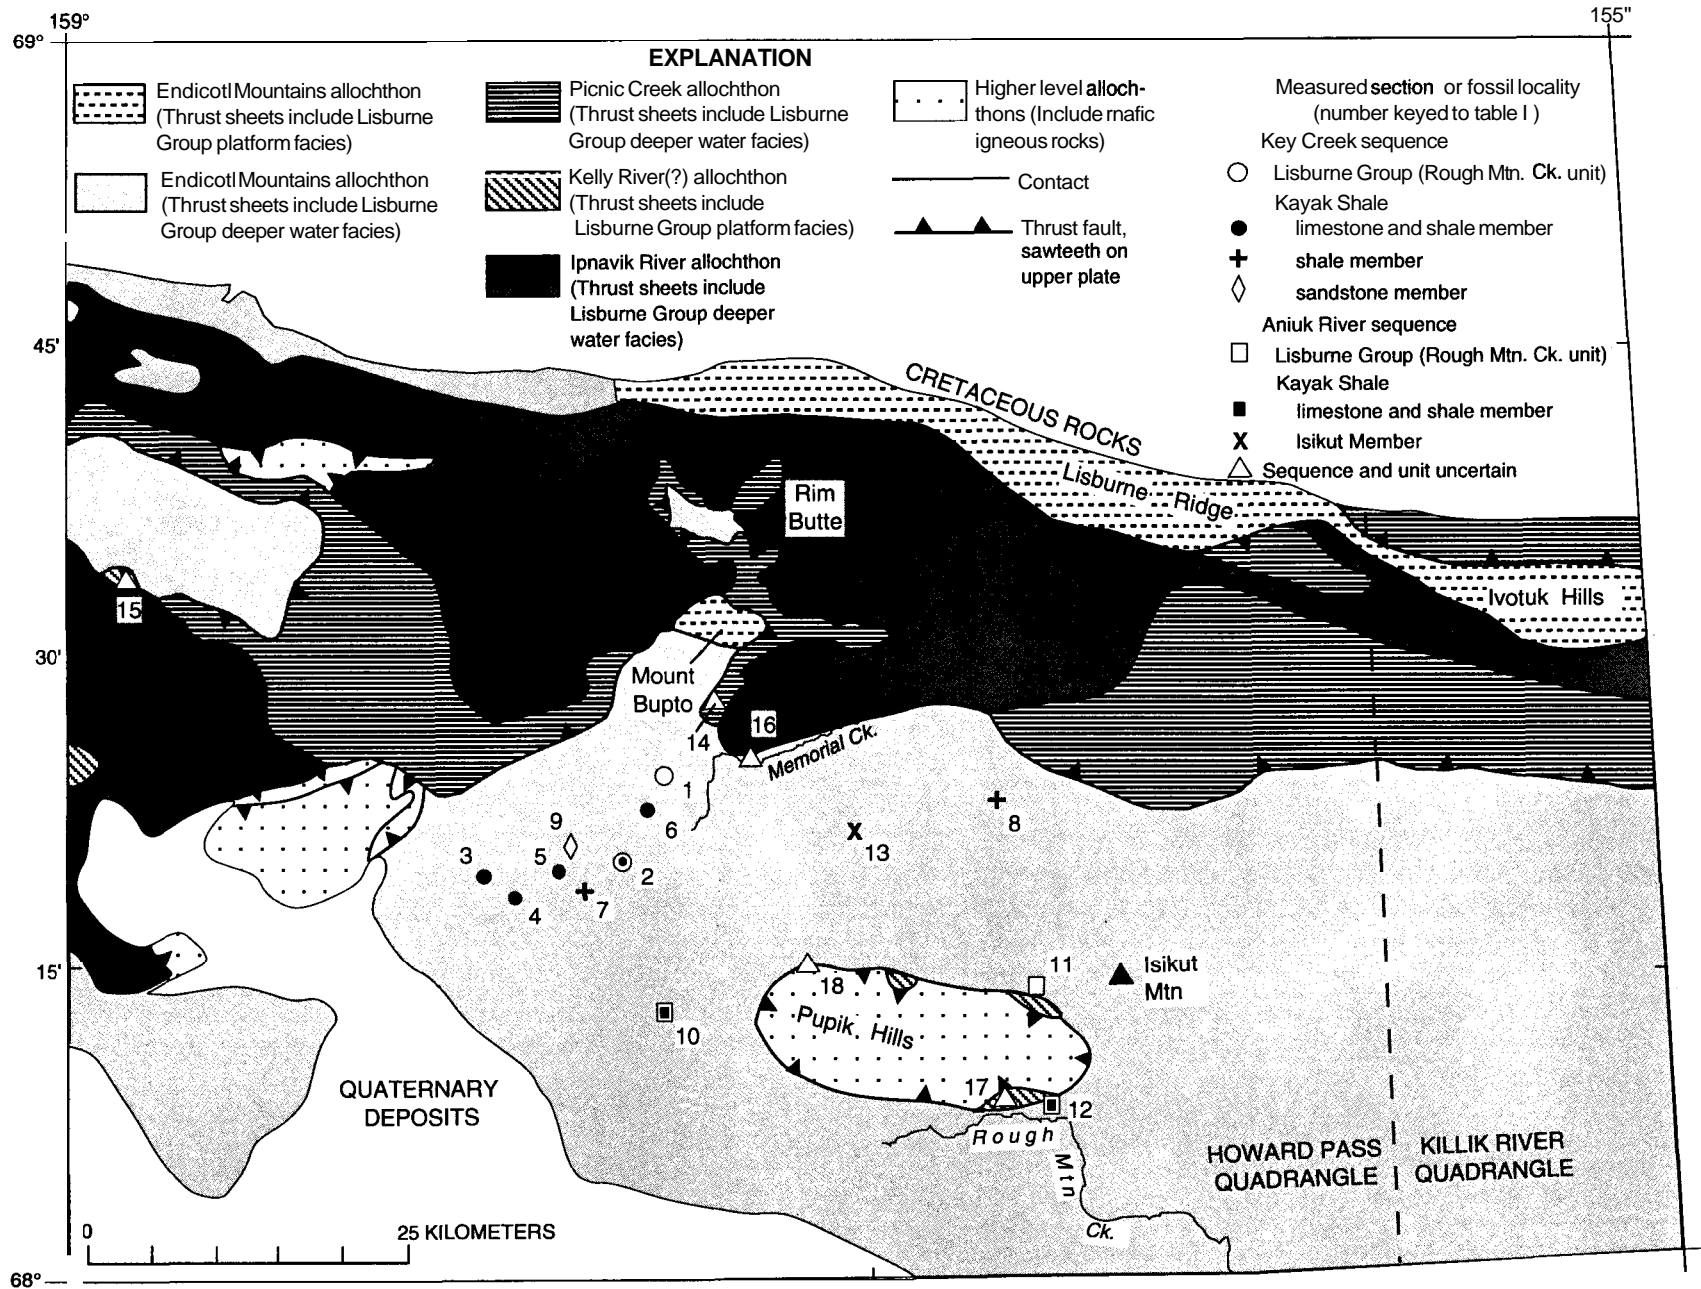 159°
155"
69°
EXPLANATION
Endicotl Mountains allochthon
(Thrust sheets include Lisburne
Group platform facies)
Endicotl Mountains allochthon
(Thrust sheets include Lisburne
Group deeper water facies)
Picnic Creek allochthon
(Thrust sheets include Lisburne
Group deeper water facies)
Kelly River(?) allochthon
(Thrust sheets include
Lisburne Group platform facies)
Ipnavik River allochthon
(Thrust sheets include
Lisburne Group deeper
water facies)
Higher level alloch-
thons (Include rnafic
igneous rocks)
Contact
Thrust fault,
sawteeth on
upper plate
Measured section or fossil locality
(number keyed to table I )
Key Creek sequence
Lisburne Group (Rough Mtn. Ck. unit)
Kayak Shale
limestone and shale member
shale member
sandstone member
Aniuk River sequence
Lisburne Group (Rough Mtn. Ck. unit)
Kayak Shale
limestone and shale member
Isikut Member
Sequence and unit uncertain
45'
CRETACEOUS ROCKS
Lisburne Ridge
Rim
Butte
Ivotuk Hills
15
30'
Mount
Bupto
16
14
Memorial Ck.
1
6
9
8
13
3
5
2
4
7
15'
11
Isikut
Mtn
18
Pupik Hills
10
17
12
QUATERNARY
DEPOSITS
Rough
Mtn
Ck.
HOWARD PASS
QUADRANGLE
KILLIK RIVER
QUADRANGLE
0
25 KILOMETERS
68°